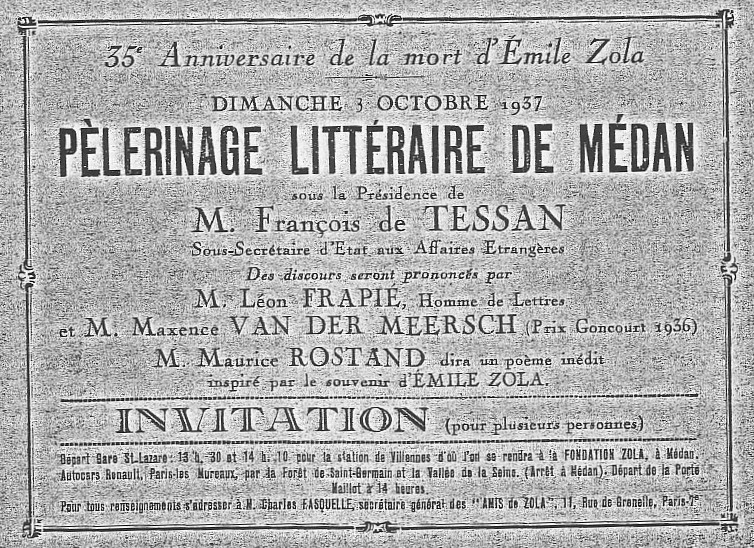 35e Anniversaire de la mort d'Émile Zola
DIMANCHE 3 OCTOBRE 1937
PÈLERINAGE LITTÉRAIRE DE MÉDAN
sous la Présidence de
M. François de TESSAN
Sous-Secrétaire d'Etat aux Affaires Etrangères
Des discours seront prononcés par
M. Léon FRAPIÉ, Homme de Lettres
et M. Maxence VAN DER MEERSCH (Prix Goncourt 1936)
M. Maurice ROSTAND dira un poème inédit
inspiré par le souvenir d'ÉMILE ZOLA.
INVITATION (pour plusieurs personnes)
Départ Gare St-Lazare : 13 h. 30 et 14 h. 10 pour la station de Villennes d'où l'on se rendra à la FONDATION ZOLA, à Médan.
Autocars Renault, Paris-les Mureaux, par la Forêt de Saint-Germain et la Vallée de la Seine. (Arrêt à Médan). Départ de la Porte
Maillot à 14 heures.
Pour tous renseignements s'adresser à M. Charles FASQUELLE, secrétaire général des "AMIS de ZOLA", 11, Rue de Grenelle, Paris-7e